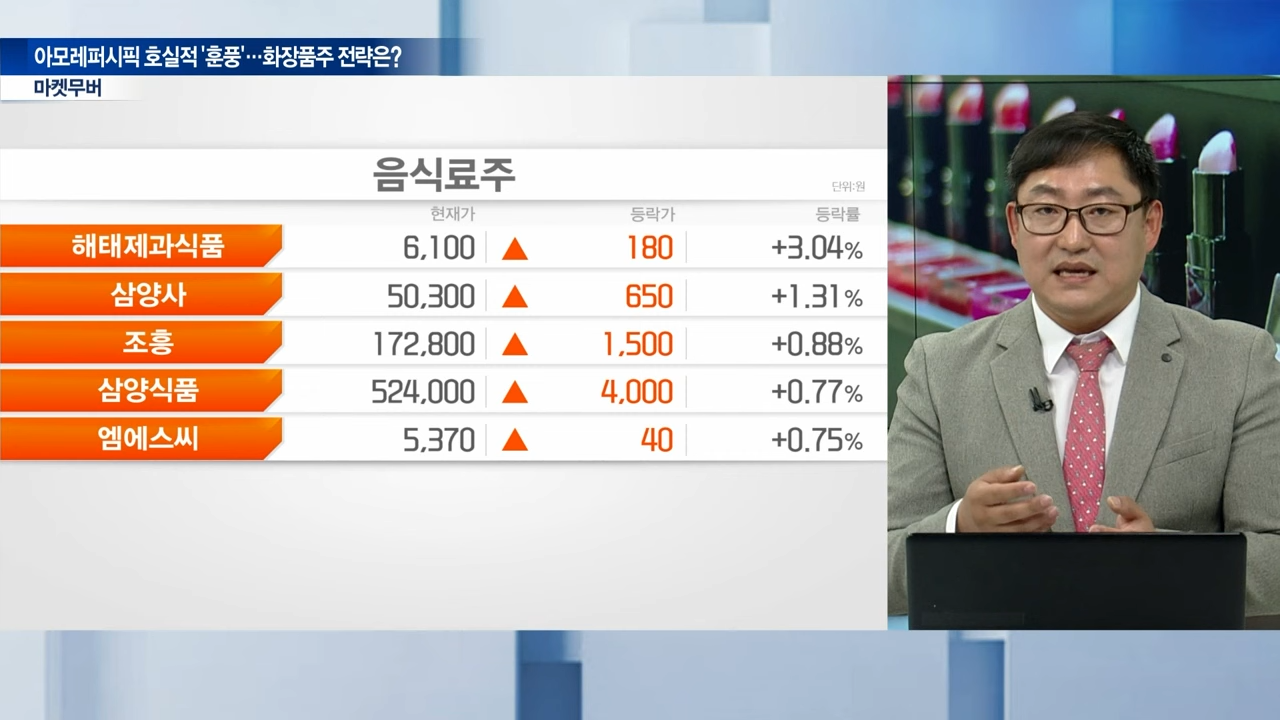 아모레퍼시픽 호실적 '훈풍'…화장품주 전략은?
마켓무버
음식료주
단위:원
현재가 등락가 등락률
해태제과식품 6,100 ▲ 180 +3.04%
삼양사 50,300 ▲ 650 +1.31%
조흥 172,800 ▲ 1,500 +0.88%
삼양식품 524,000 ▲ 4,000 +0.77%
엠에스씨 5,370 ▲ 40 +0.75%